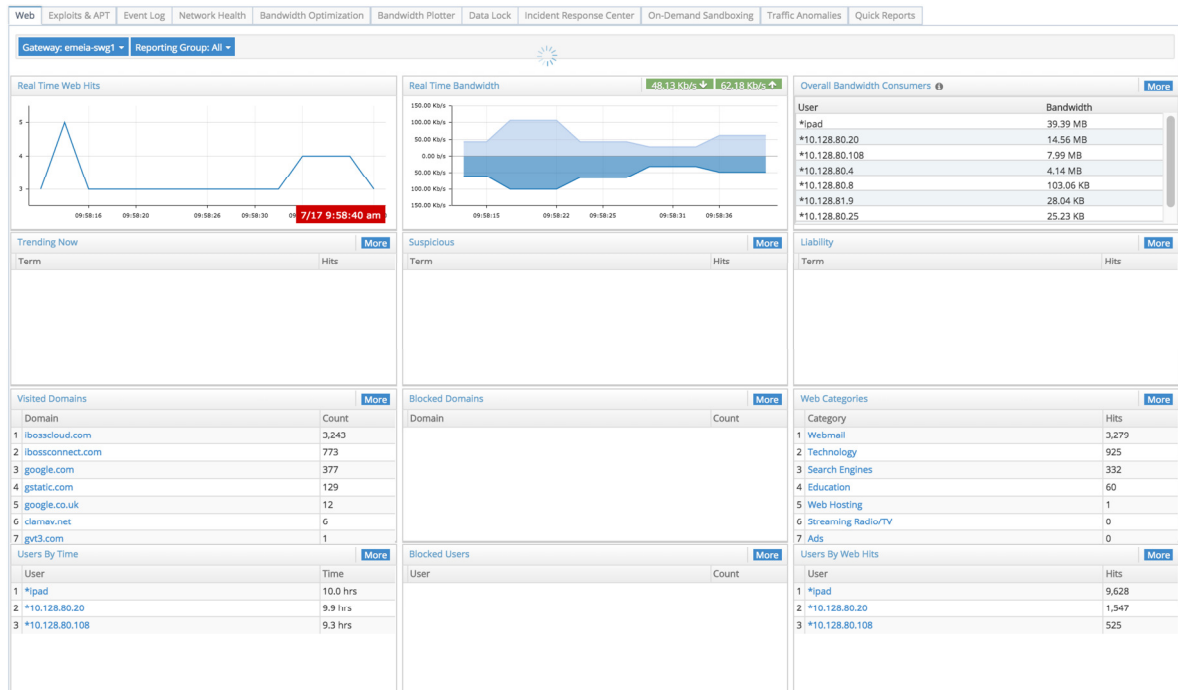 Web Exploits & APT Event Log Network Health Bandwidth Optimization Bandwidth Plotter Data Lock Incident Response Center On-Demand Sandboxing Traffic Anomalies Quick Reports
Gateway: emeia-swg1 Reporting Group: All
Real Time Web Hits
5
4
3
09:58:16 09:58:20 09:58:26 09:58:30
7/17 9:58:40 am
Real Time Bandwidth 48.13 Kb/s 62.18 Kb/s
150.00 Kb/s
100.00 Kb/s
50.00 Kb/s
0.00 b/s
50.00 Kb/s
100.00 Kb/s
150.00 Kb/s
09:58:15 09:58:22 09:58:25 09:58:31 09:58:36
Overall Bandwidth Consumers More
User Bandwidth
*ipad 39.39 MB
*10.128.80.20 14.56 MB
*10.128.80.108 7.99 MB
*10.128.80.4 4.14 MB
*10.128.80.8 103.06 KB
*10.128.81.9 28.04 KB
*10.128.80.25 25.23 KB
Trending Now More
Term Hits
Suspicious More
Term Hits
Liability More
Term Hits
Visited Domains More
Domain Count
1 ibosscloud.com 3,243
2 ibossconnect.com 773
3 google.com 377
4 gstatic.com 129
5 google.co.uk 12
6 clamav.net 6
7 gvt3.com 1
Blocked Domains More
Domain Count
Web Categories More
Category Hits
1 Webmail 3,279
2 Technology 925
3 Search Engines 332
4 Education 60
5 Web Hosting 1
6 Streaming Radio/TV 0
7 Ads 0
Users By Time More
User Time
1 *ipad 10.0 hrs
2 *10.128.80.20 9.9 hrs
3 *10.128.80.108 9.3 hrs
Blocked Users More
User Count
Users By Web Hits More
User Hits
1 *ipad 9,628
2 *10.128.80.20 1,547
3 *10.128.80.108 525